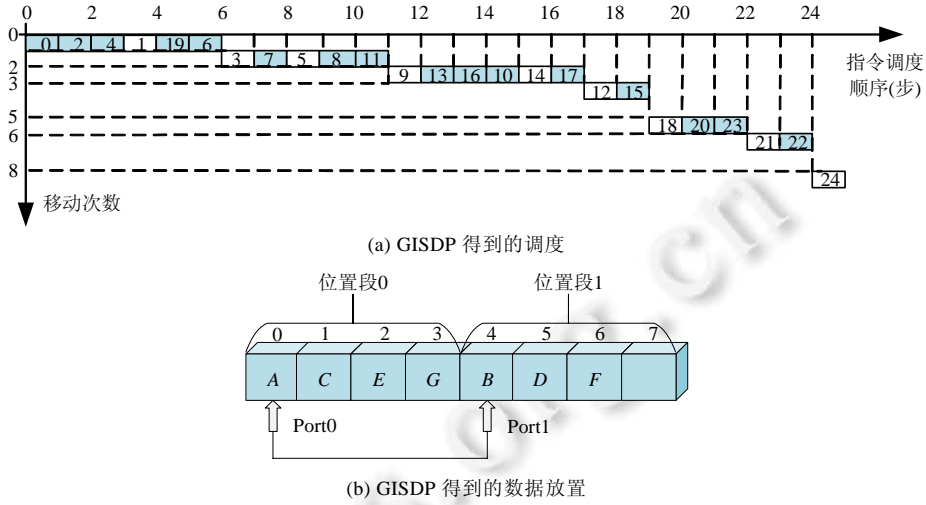 0 2 4 6 8 10 12 14 16 18 20 22 24
0
0 2 4 1 19 6
3 7 5 8 11
指令调度
顺序(步)
2
9 13 16 10 14 17
3
12 15
5
18 20 23
6
21 22
8
24
移动次数
(a) GISDP 得到的调度
位置段0 位置段1
0 1 2 3 4 5 6 7
A C E G B D F
Port0 Port1
(b) GISDP 得到的数据放置